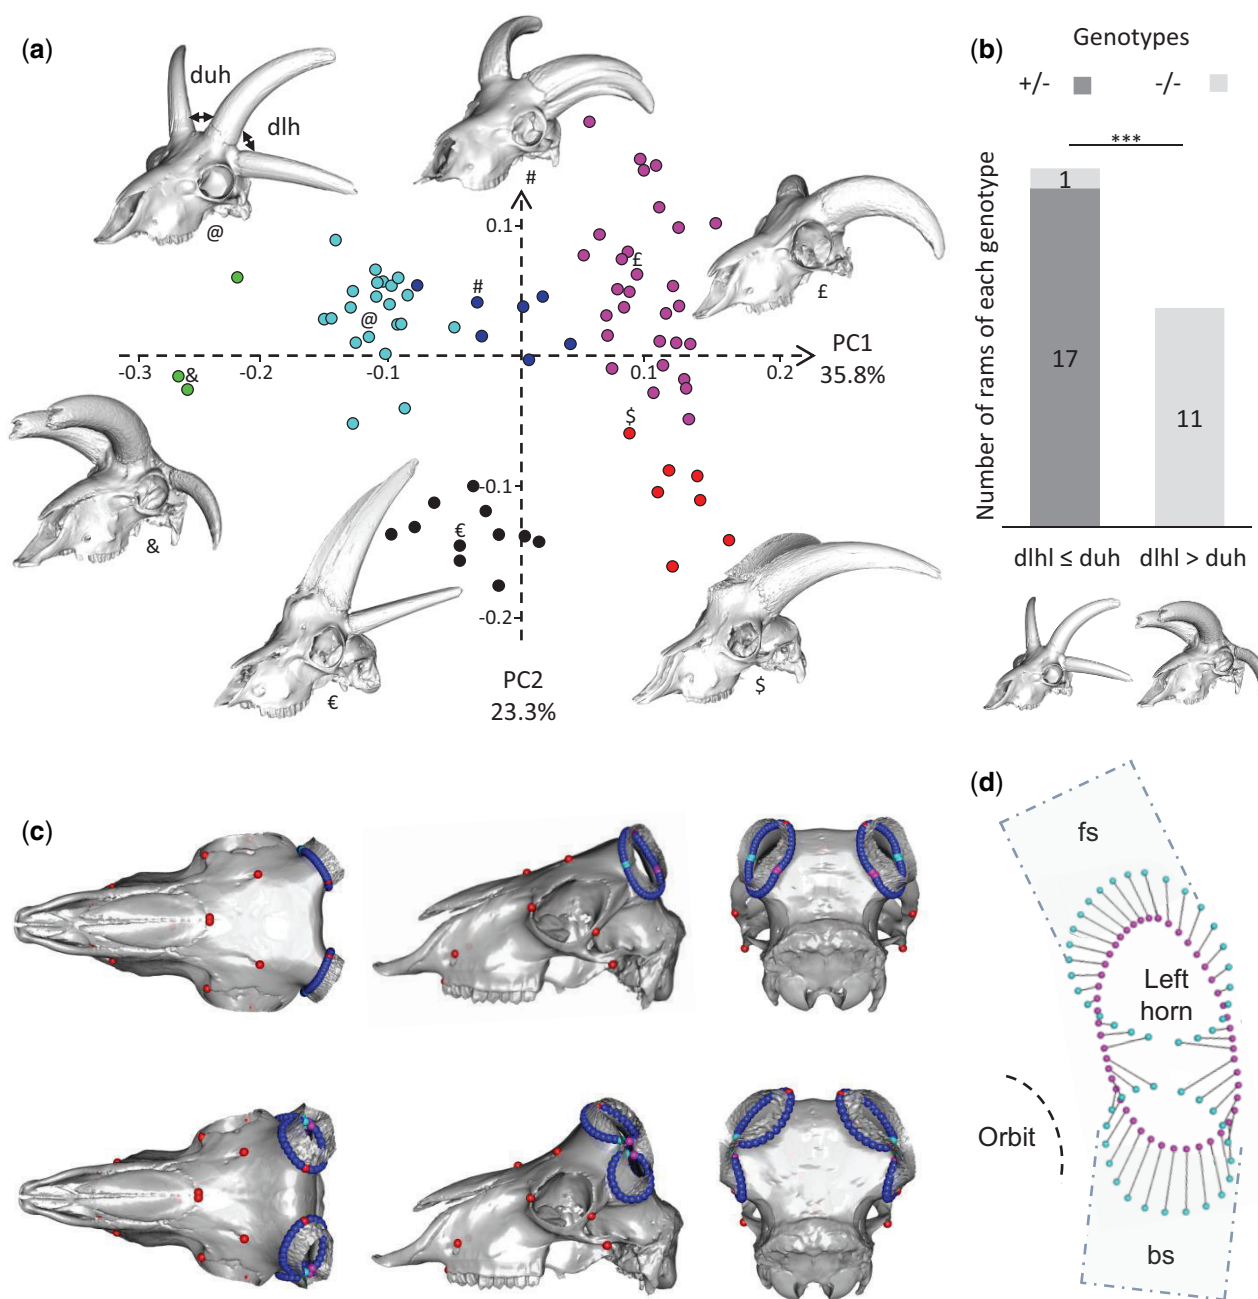 (a)
duh
dlh
@
#
£
0.1
#
£
@
PC1
35.8%
-0.3
-0.2
-0.1
0.1
0.2
&
$
&
-0.1
€
-0.2
€
PC2
23.3%
$
(b)
Genotypes
+/-
-/-
***
1
17
11
Number of rams of each genotype
dlhl ≤ duh
dlhl > duh
(c)
(d)
fs
Left
horn
Orbit
bs